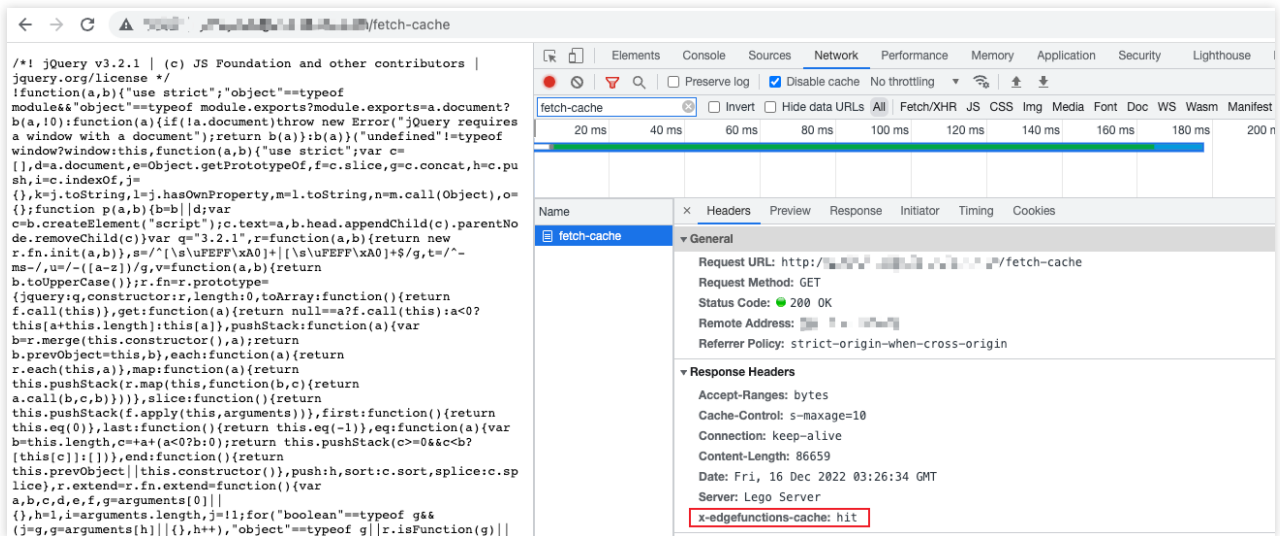 /fetch-cache
/*! jQuery v3.2.1 | (c) JS Foundation and other contributors |
jquery.org/license */
!function(a,b){"use strict";"object"==typeof
module&&"object"==typeof module.exports?module.exports=a.document?
b(a,!0):function(a){if(!a.document)throw new Error("jQuery requires
a window with a document");return b(a)}:b(a)}("undefined"!=typeof
window?window:this,function(a,b){"use strict";var c=
[],d=a.document,e=Object.getPrototypeOf,f=c.slice,g=c.concat,h=c.pu
sh,i=c.indexOf,j=
{},k=j.toString,l=j.hasOwnProperty,m=l.toString,n=m.call(Object),o=
{};function p(a,b){b=b||d;var
c=b.createElement("script");c.text=a,b.head.appendChild(c).parentNo
de.removeChild(c)}var q="3.2.1",r=function(a,b){return new
r.fn.init(a,b)},s=/^[\s\uFEFF\xA0]+|[\s\uFEFF\xA0]+$/g,t=/^-
ms-/,u=/-([a-z])/g,v=function(a,b){return
b.toUpperCase()};r.fn=r.prototype=
{jquery:q,constructor:r,length:0,toArray:function(){return
f.call(this)},get:function(a){return null==a?f.call(this):a<0?
this[a+this.length]:this[a]},pushStack:function(a){var
b=r.merge(this.constructor(),a);return
b.prevObject=this,b},each:function(a){return
r.each(this,a)},map:function(a){return
this.pushStack(r.map(this,function(b,c){return
a.call(b,c,b)}))},slice:function(){return
this.pushStack(f.apply(this,arguments))},first:function(){return
this.eq(0)},last:function(){return this.eq(-1)},eq:function(a){var
b=this.length,c=+a+(a<0?b:0);return this.pushStack(c>=0&&c<b?
[this[c]]:[])},end:function(){return
this.prevObject||this.constructor()},push:h,sort:c.sort,splice:c.sp
lice},r.extend=r.fn.extend=function(){var
a,b,c,d,e,f,g=arguments[0]||
{},h=1,i=arguments.length,j=!1;for("boolean"==typeof g&&
(j=g,g=arguments[h]||{},h++),"object"==typeof g||r.isFunction(g)||
Elements Console Sources Network Performance Memory Application Security Lighthouse
Preserve log Disable cache No throttling
fetch-cache Invert Hide data URLs All Fetch/XHR JS CSS Img Media Font Doc WS Wasm Manifest
20 ms 40 ms 60 ms 80 ms 100 ms 120 ms 140 ms 160 ms 180 ms 200 m
Name × Headers Preview Response Initiator Timing Cookies
fetch-cache
General
Request URL: http:/ /fetch-cache
Request Method: GET
Status Code: 200 OK
Remote Address:
Referrer Policy: strict-origin-when-cross-origin
Response Headers
Accept-Ranges: bytes
Cache-Control: s-maxage=10
Connection: keep-alive
Content-Length: 86659
Date: Fri, 16 Dec 2022 03:26:34 GMT
Server: Lego Server
x-edgefunctions-cache: hit